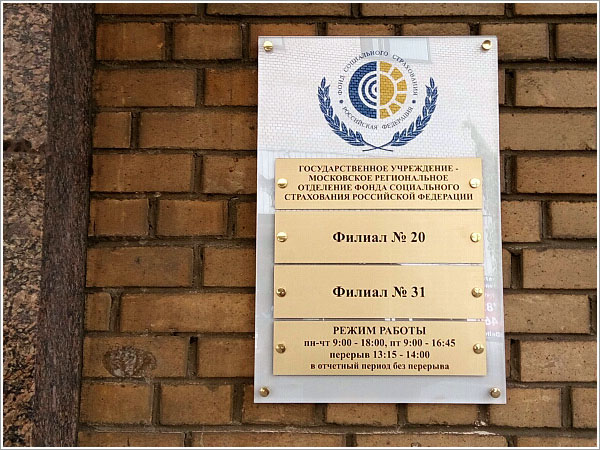 ФОНД СОЦИАЛЬНОГО СТРАХОВАНИЯ
РОССИЙСКАЯ ФЕДЕРАЦИЯ
ГОСУДАРСТВЕННОЕ УЧРЕЖДЕНИЕ -
МОСКОВСКОЕ РЕГИОНАЛЬНОЕ
ОТДЕЛЕНИЕ ФОНДА СОЦИАЛЬНОГО
СТРАХОВАНИЯ РОССИЙСКОЙ ФЕДЕРАЦИИ
Филиал № 20
Филиал № 31
РЕЖИМ РАБОТЫ
пн-чт 9:00 - 18:00, пт 9:00 - 16:45
перерыв 13:15 - 14:00
в отчетный период без перерыва